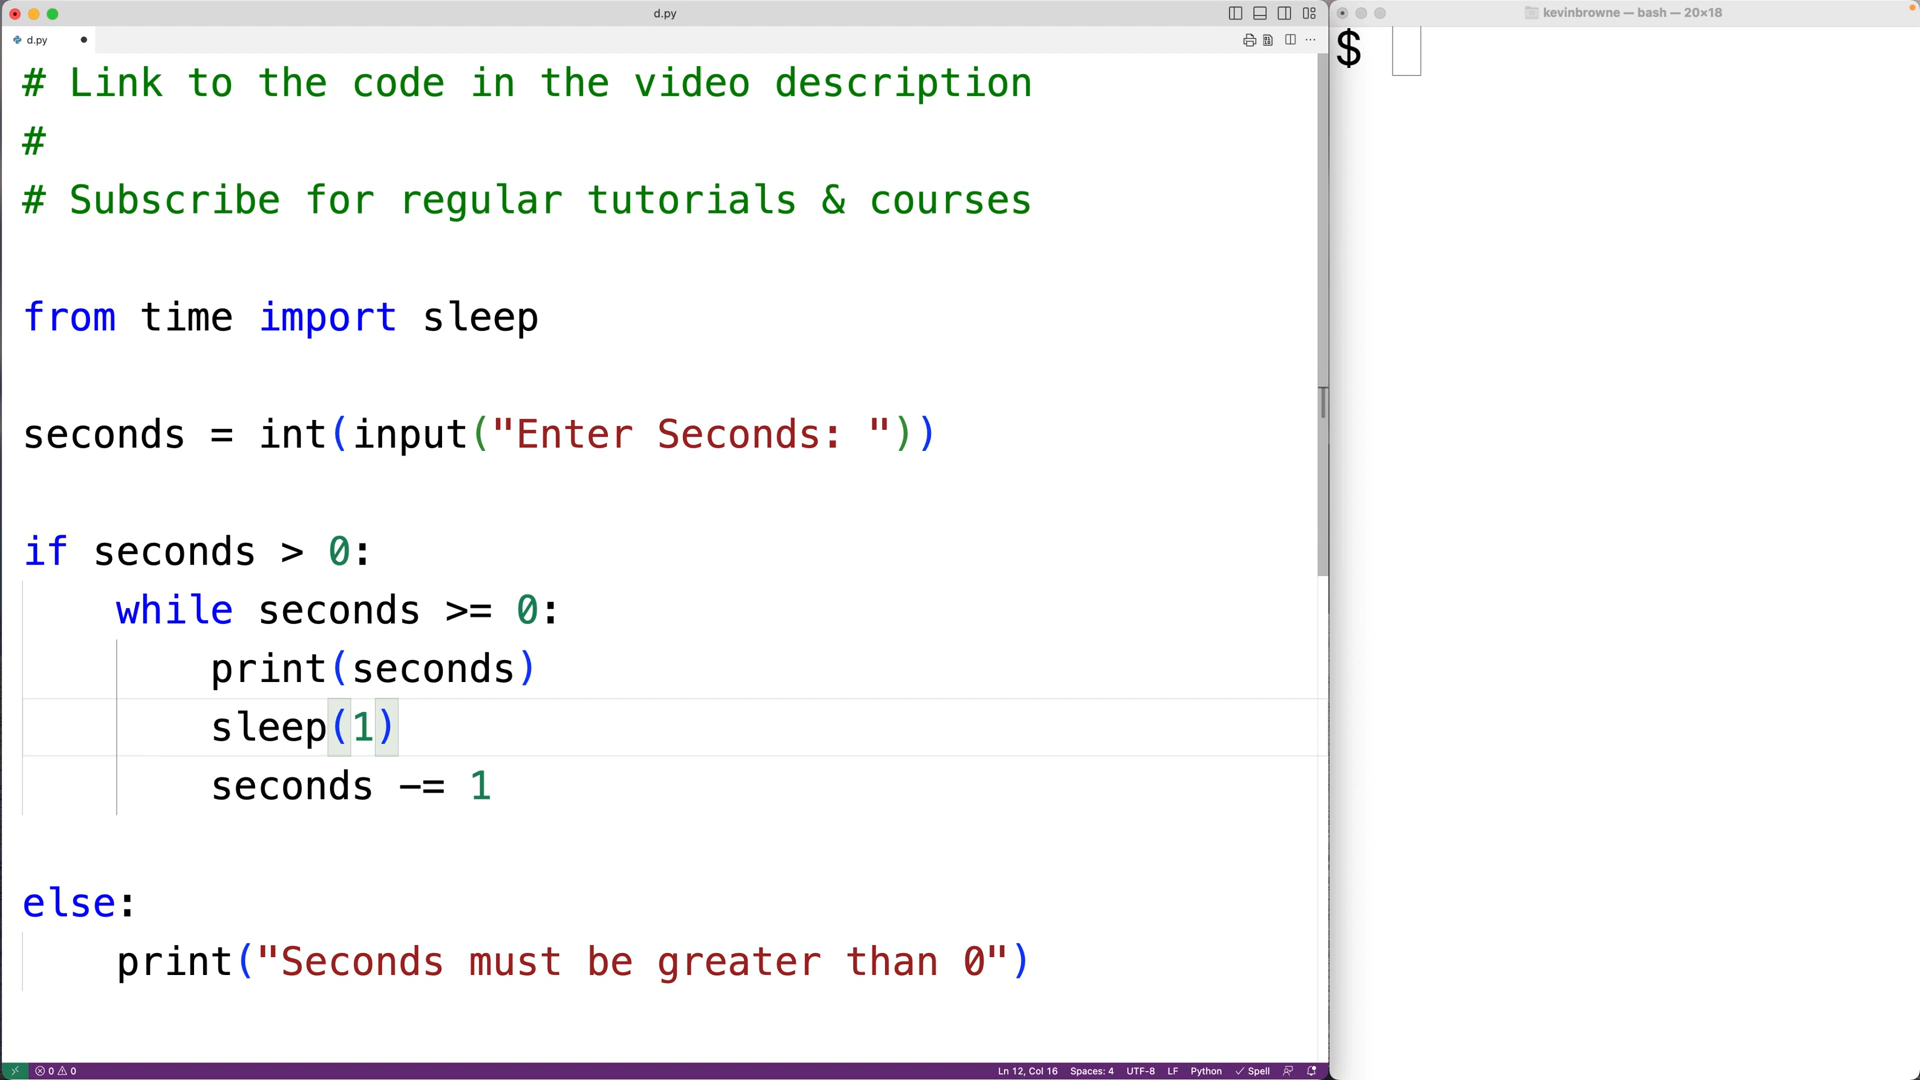 d.py
kevinbrowne — bash — 20×18
d.py
$
# Link to the code in the video description
#
# Subscribe for regular tutorials & courses
from time import sleep
seconds = int(input("Enter Seconds: "))
if seconds > 0:
    while seconds >= 0:
        print(seconds)
        sleep(1)
        seconds -= 1
else:
    print("Seconds must be greater than 0")
0 0 Ln 12, Col 16 Spaces: 4 UTF-8 LF Python Spell